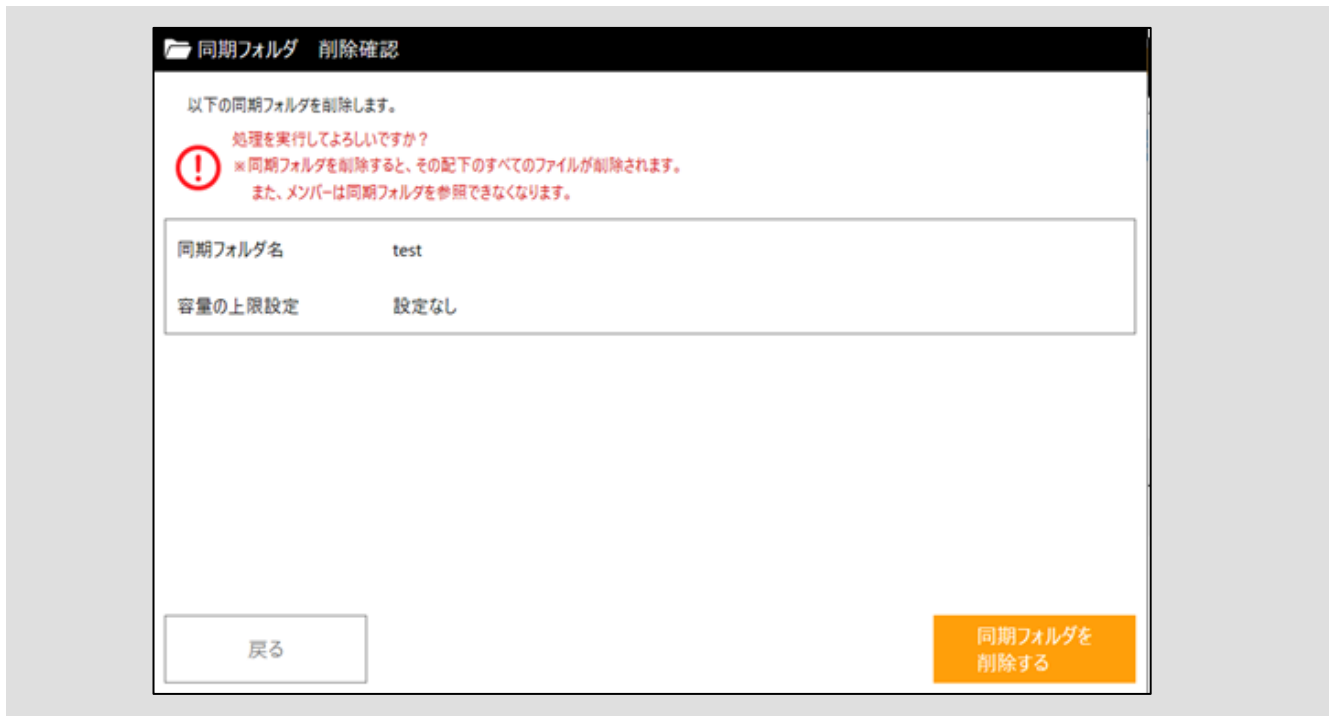 同期フォルダ　削除確認
以下の同期フォルダを削除します。
処理を実行してよろしいですか？
※同期フォルダを削除すると、その配下のすべてのファイルが削除されます。
また、メンバーは同期フォルダを参照できなくなります。
同期フォルダ名　test
容量の上限設定　設定なし
戻る
同期フォルダを
削除する